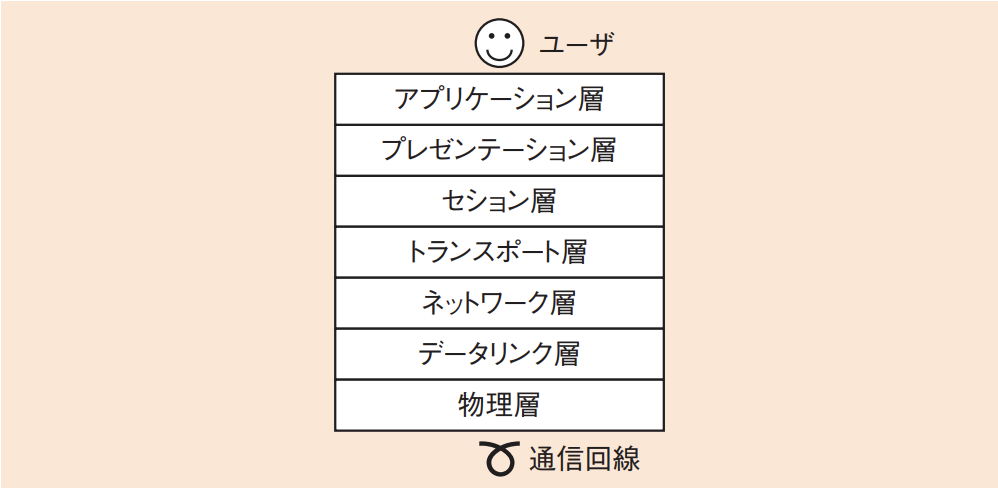 ユーザ
アプリケーション層
プレゼンテーション層
セション層
トランスポート層
ネットワーク層
データリンク層
物理層
通信回線